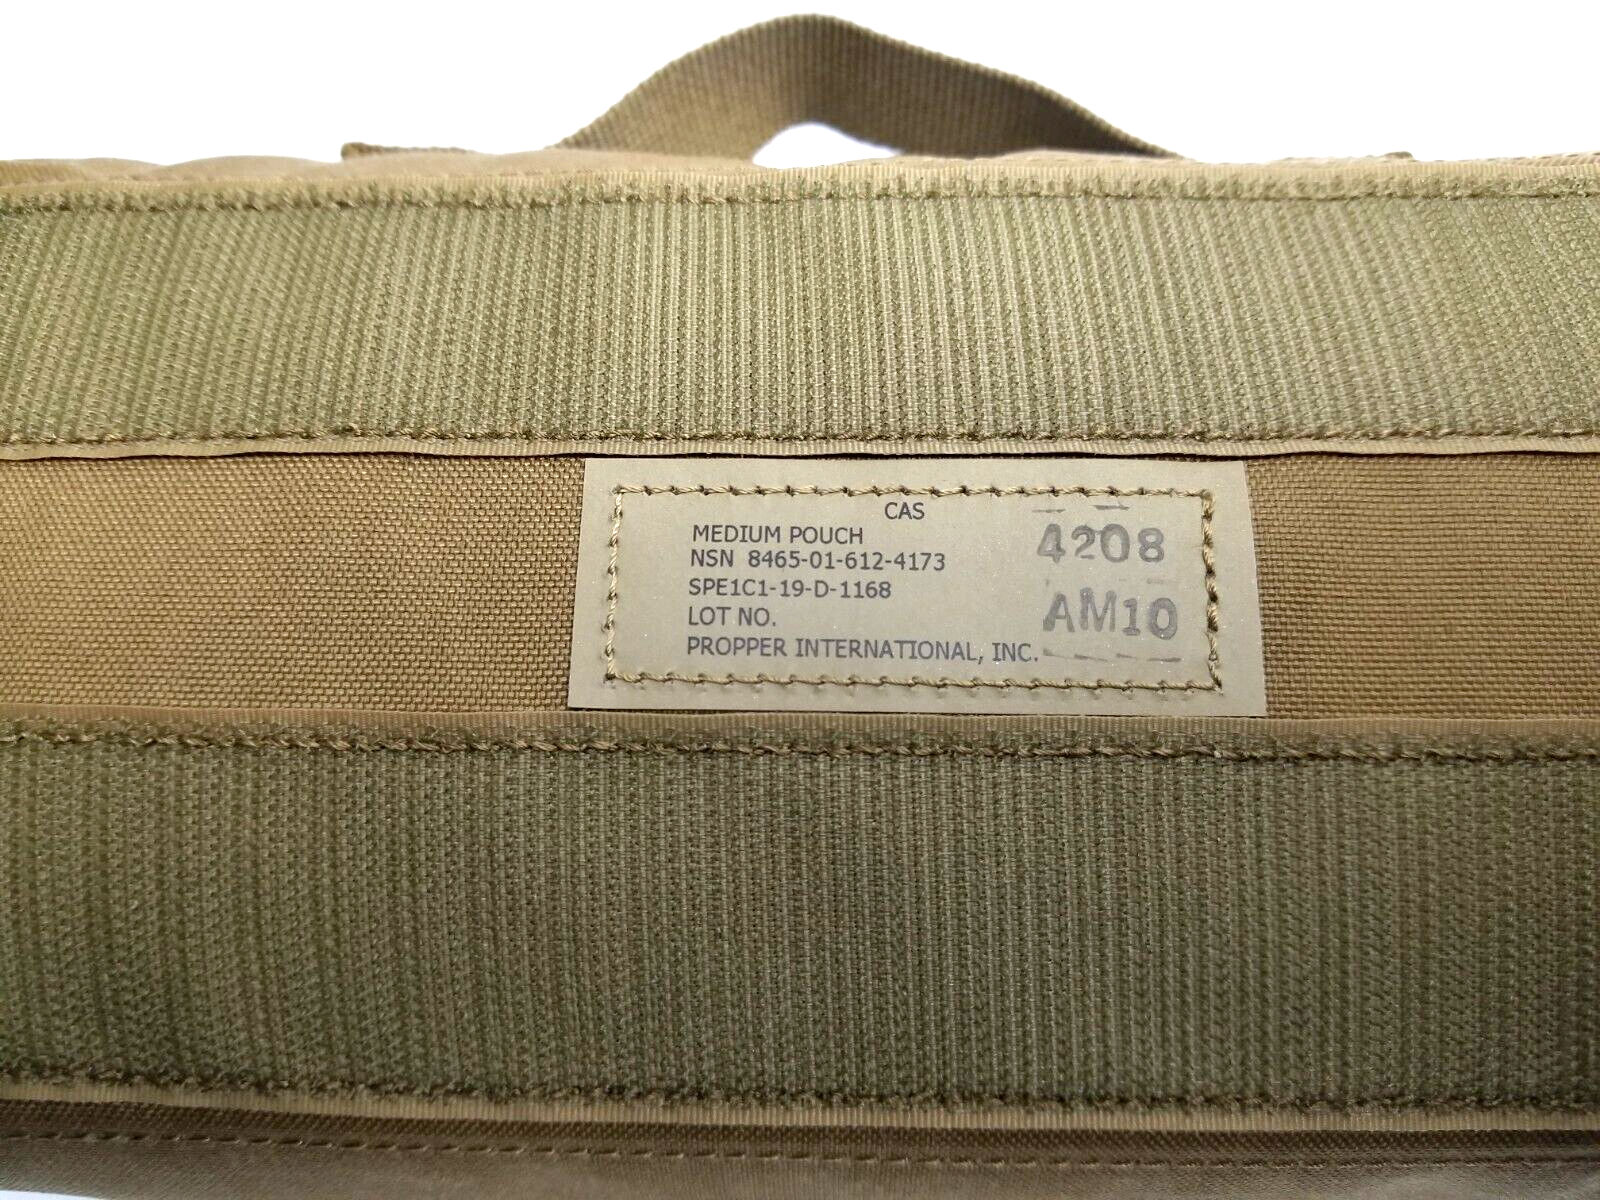 CAS
MEDIUM POUCH
NSN 8465-01-612-4173
SPE1C1-19-D-1168
LOT NO.
PROPPER INTERNATIONAL, INC.
4208
AM10